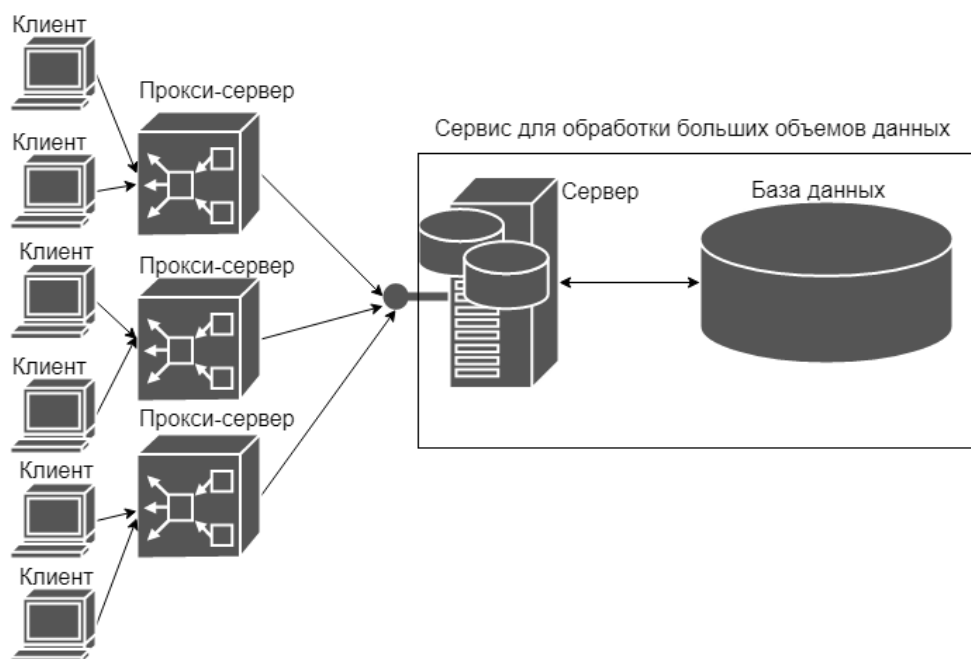 Клиент
Прокси-сервер
Клиент
Сервис для обработки больших объемов данных
Сервер
База данных
Клиент
Прокси-сервер
Клиент
Прокси-сервер
Клиент
Клиент